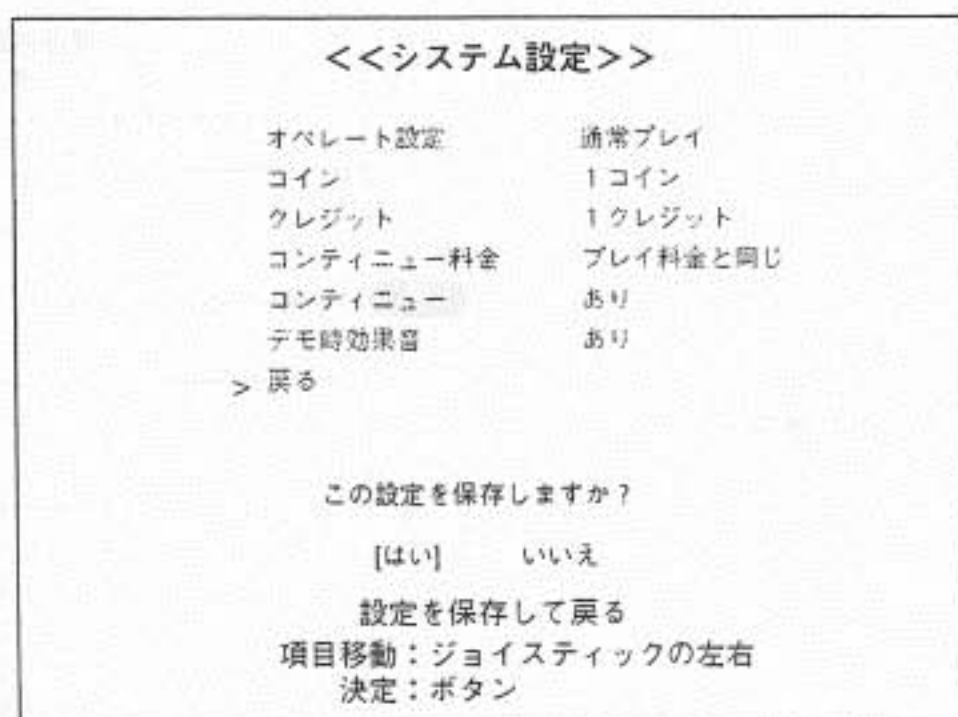 <<システム設定>>
オペレート設定 通常プレイ
コイン 1コイン
クレジット 1クレジット
コンティニュー料金 プレイ料金と同じ
コンティニュー あり
デモ時効果音 あり
> 戻る
この設定を保存しますか？
[はい] いいえ
設定を保存して戻る
項目移動：ジョイスティックの左右
決定：ボタン